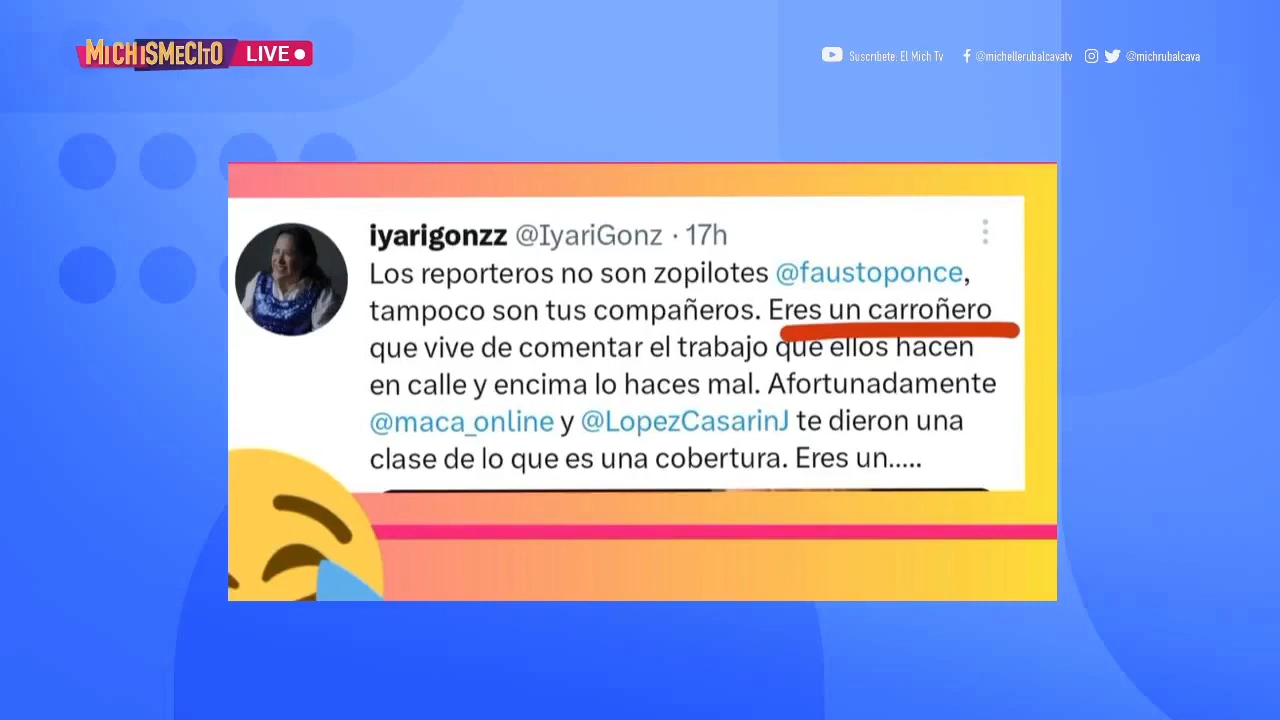 MICHISMECITO LIVE
Suscríbete: El Mich Tv @michellerubalcavatv @michrubalcava
iyarigonzz @IyariGonz · 17h
Los reporteros no son zopilotes @faustoponce,
tampoco son tus compañeros. Eres un carroñero
que vive de comentar el trabajo que ellos hacen
en calle y encima lo haces mal. Afortunadamente
@maca_online y @LopezCasarinJ te dieron una
clase de lo que es una cobertura. Eres un.....